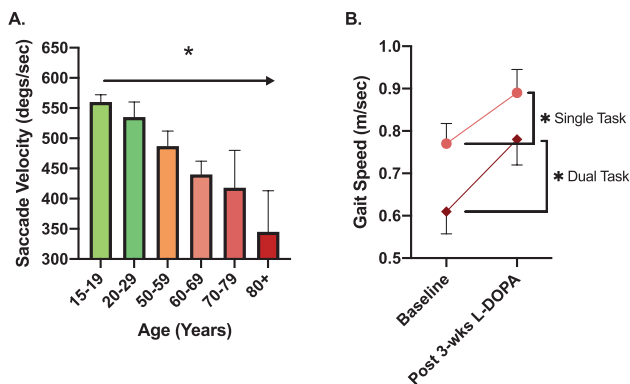 A.
Saccade Velocity (degs/sec)
650
600
550
500
450
400
350
300
*
15-19
20-29
50-59
60-69
70-79
80+
Age (Years)
B.
Gait Speed (m/sec)
1.0
0.9
0.8
0.7
0.6
0.5
* Single Task
* Dual Task
Baseline
Post 3-wks L-DOPA